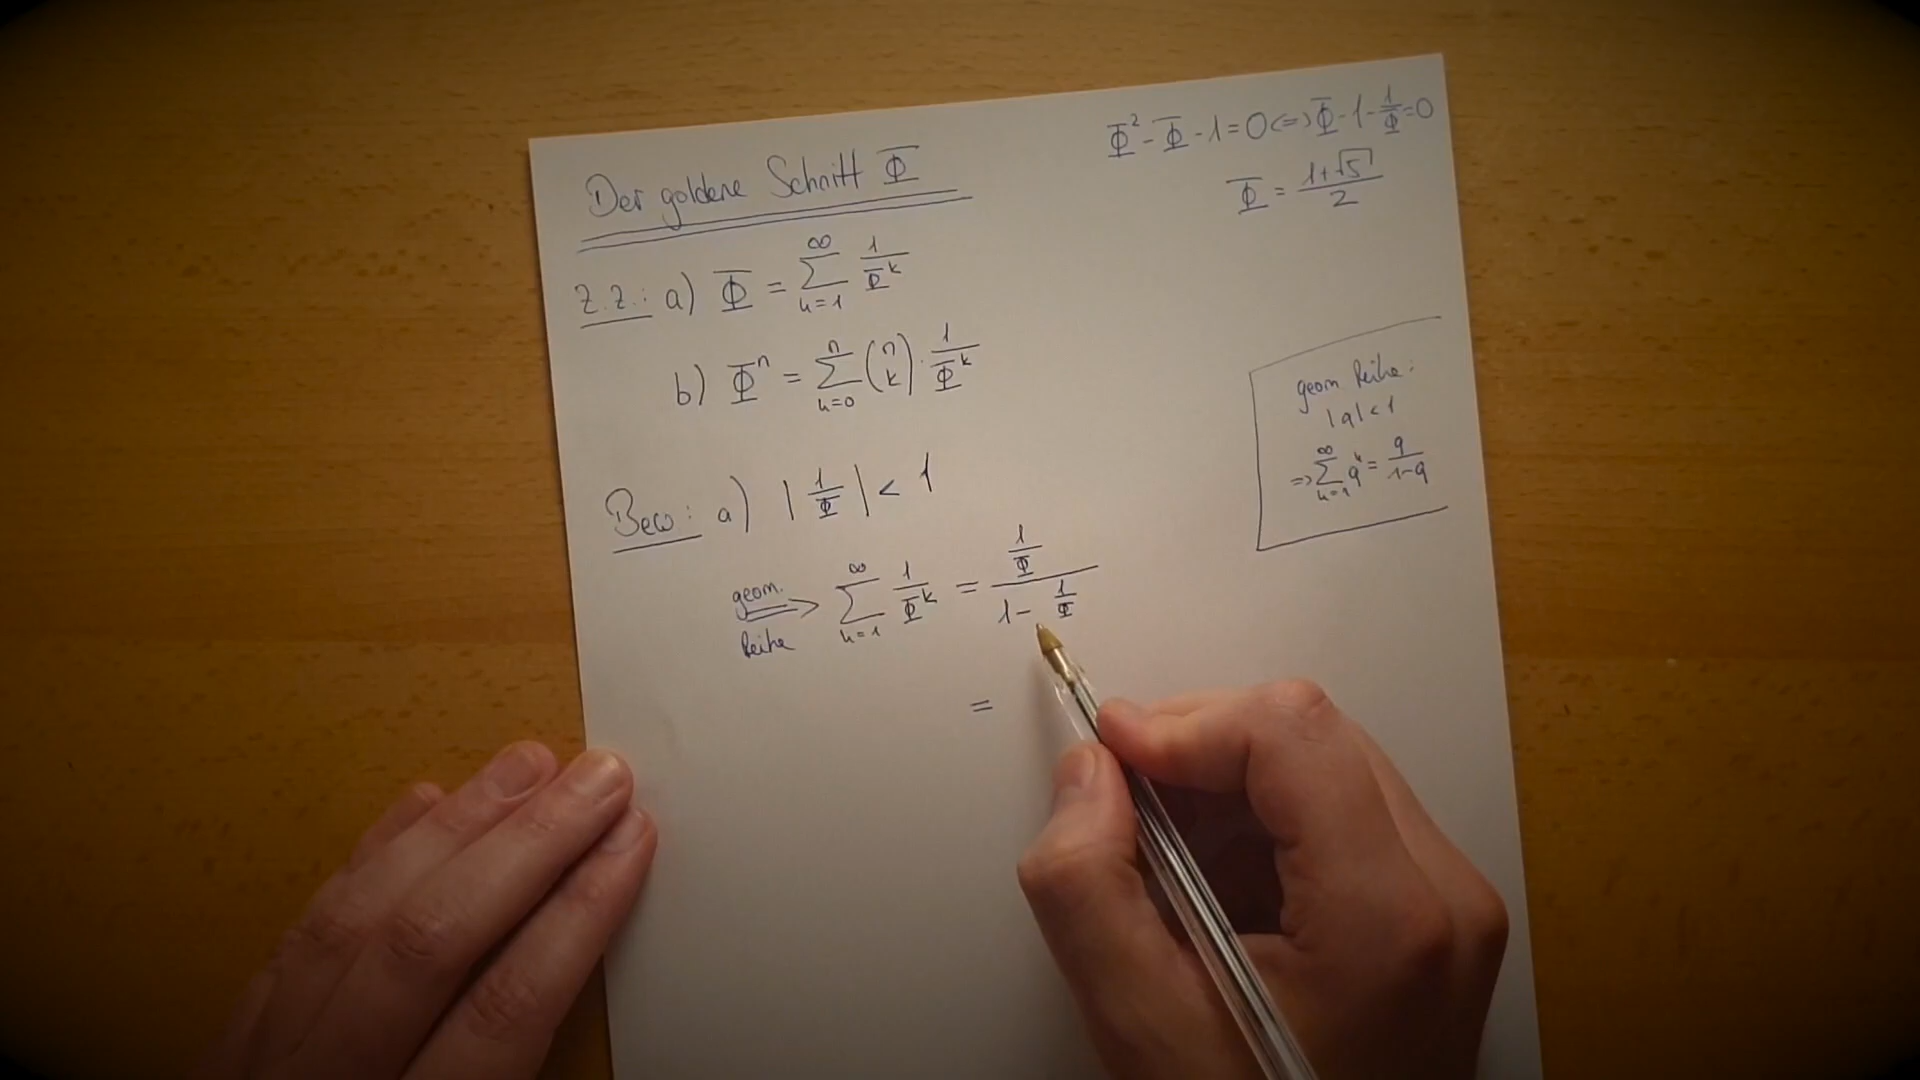 Der goldene Schnitt Φ
Φ² - Φ - 1 = 0 <=> Φ - 1 - 1/Φ = 0
Φ = (1+√5)/2
z.z.: a) Φ = ∑_{k=1}^{∞} 1/Φ^k
b) Φ^n = ∑_{k=0}^{n} (n k) · 1/Φ^k
geom. Reihe:
|q| < 1
=> ∑_{k=1}^{∞} q^k = q/(1-q)
Bew: a) |1/Φ| < 1
geom. Reihe => ∑_{k=1}^{∞} 1/Φ^k = (1/Φ)/(1 - 1/Φ)
=